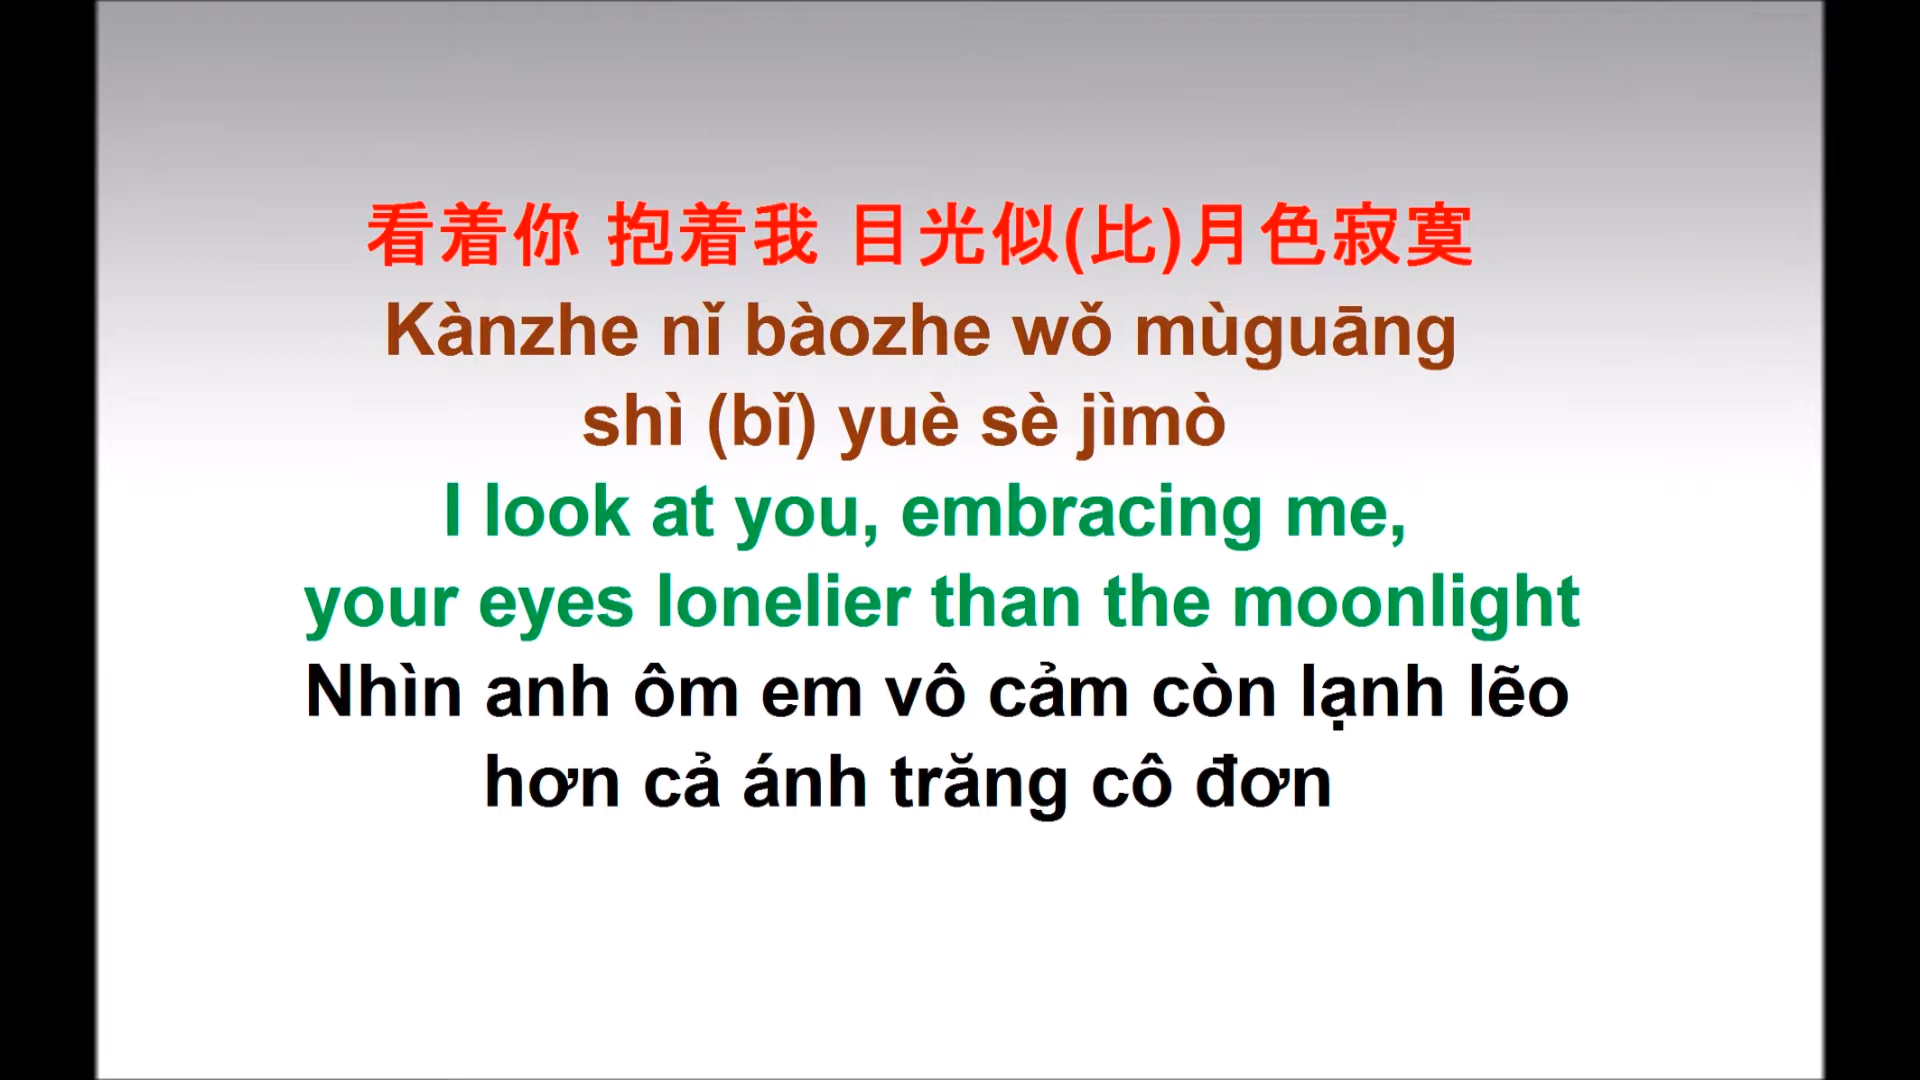 看着你 抱着我 目光似(比)月色寂寞
Kànzhe nǐ bàozhe wǒ mùguāng
shì (bǐ) yuè sè jìmò
I look at you, embracing me,
your eyes lonelier than the moonlight
Nhìn anh ôm em vô cảm còn lạnh lẽo
hơn cả ánh trăng cô đơn